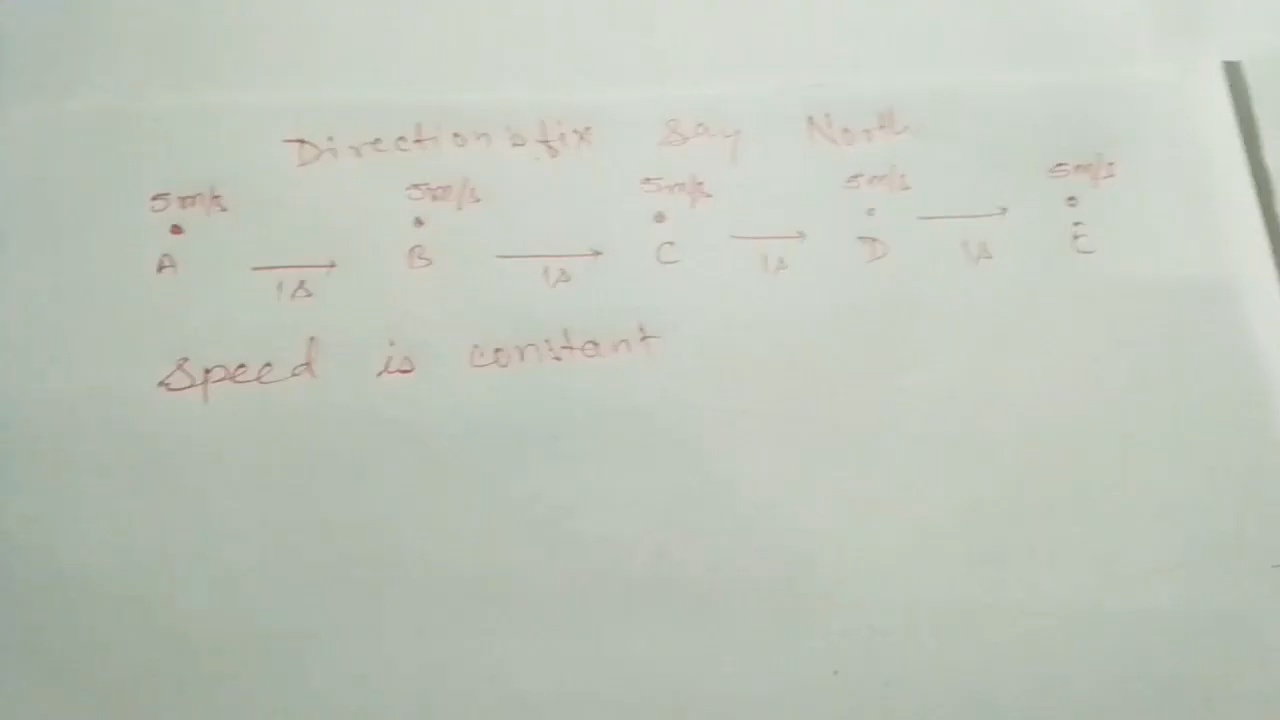 Direction is fix say North
5m/s 5m/s 5m/s 5m/s 5m/s
A B C D E
1s 1s 1s 1s
Speed is constant